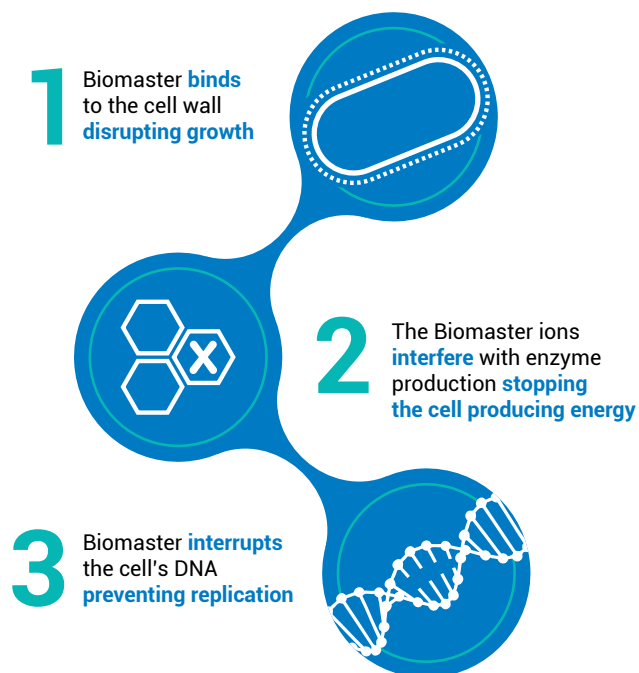 1
Biomaster binds
to the cell wall
disrupting growth
X
2
The Biomaster ions
interfere with enzyme
production stopping
the cell producing energy
3
Biomaster interrupts
the cell's DNA
preventing replication